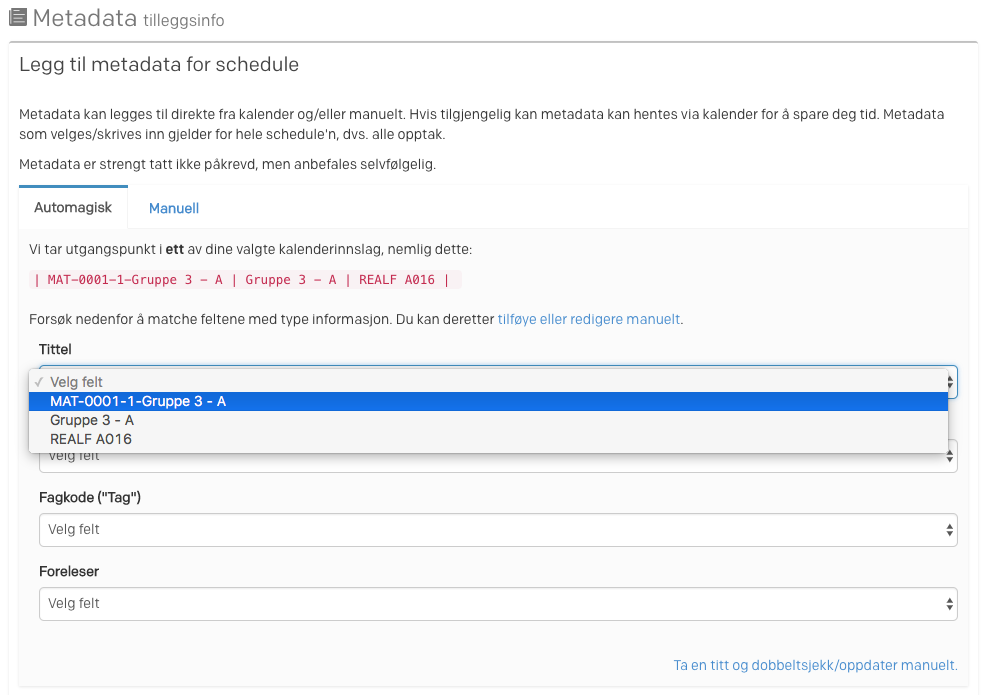 Metadata tilleggsinfo
Legg til metadata for schedule
Metadata kan legges til direkte fra kalender og/eller manuelt. Hvis tilgjengelig kan metadata kan hentes via kalender for å spare deg tid. Metadata
som velges/skrives inn gjelder for hele schedule'n, dvs. alle opptak.
Metadata er strengt tatt ikke påkrevd, men anbefales selvfølgelig.
Automagisk Manuell
Vi tar utgangspunkt i ett av dine valgte kalenderinnslag, nemlig dette:
| MAT-0001-1-Gruppe 3 - A | Gruppe 3 - A | REALF A016 |
Forsøk nedenfor å matche feltene med type informasjon. Du kan deretter tilføye eller redigere manuelt.
Tittel
✓ Velg felt
MAT-0001-1-Gruppe 3 - A
Gruppe 3 - A
REALF A016
Velg felt
Fagkode ("Tag")
Velg felt
Foreleser
Velg felt
Ta en titt og dobbeltsjekk/oppdater manuelt.